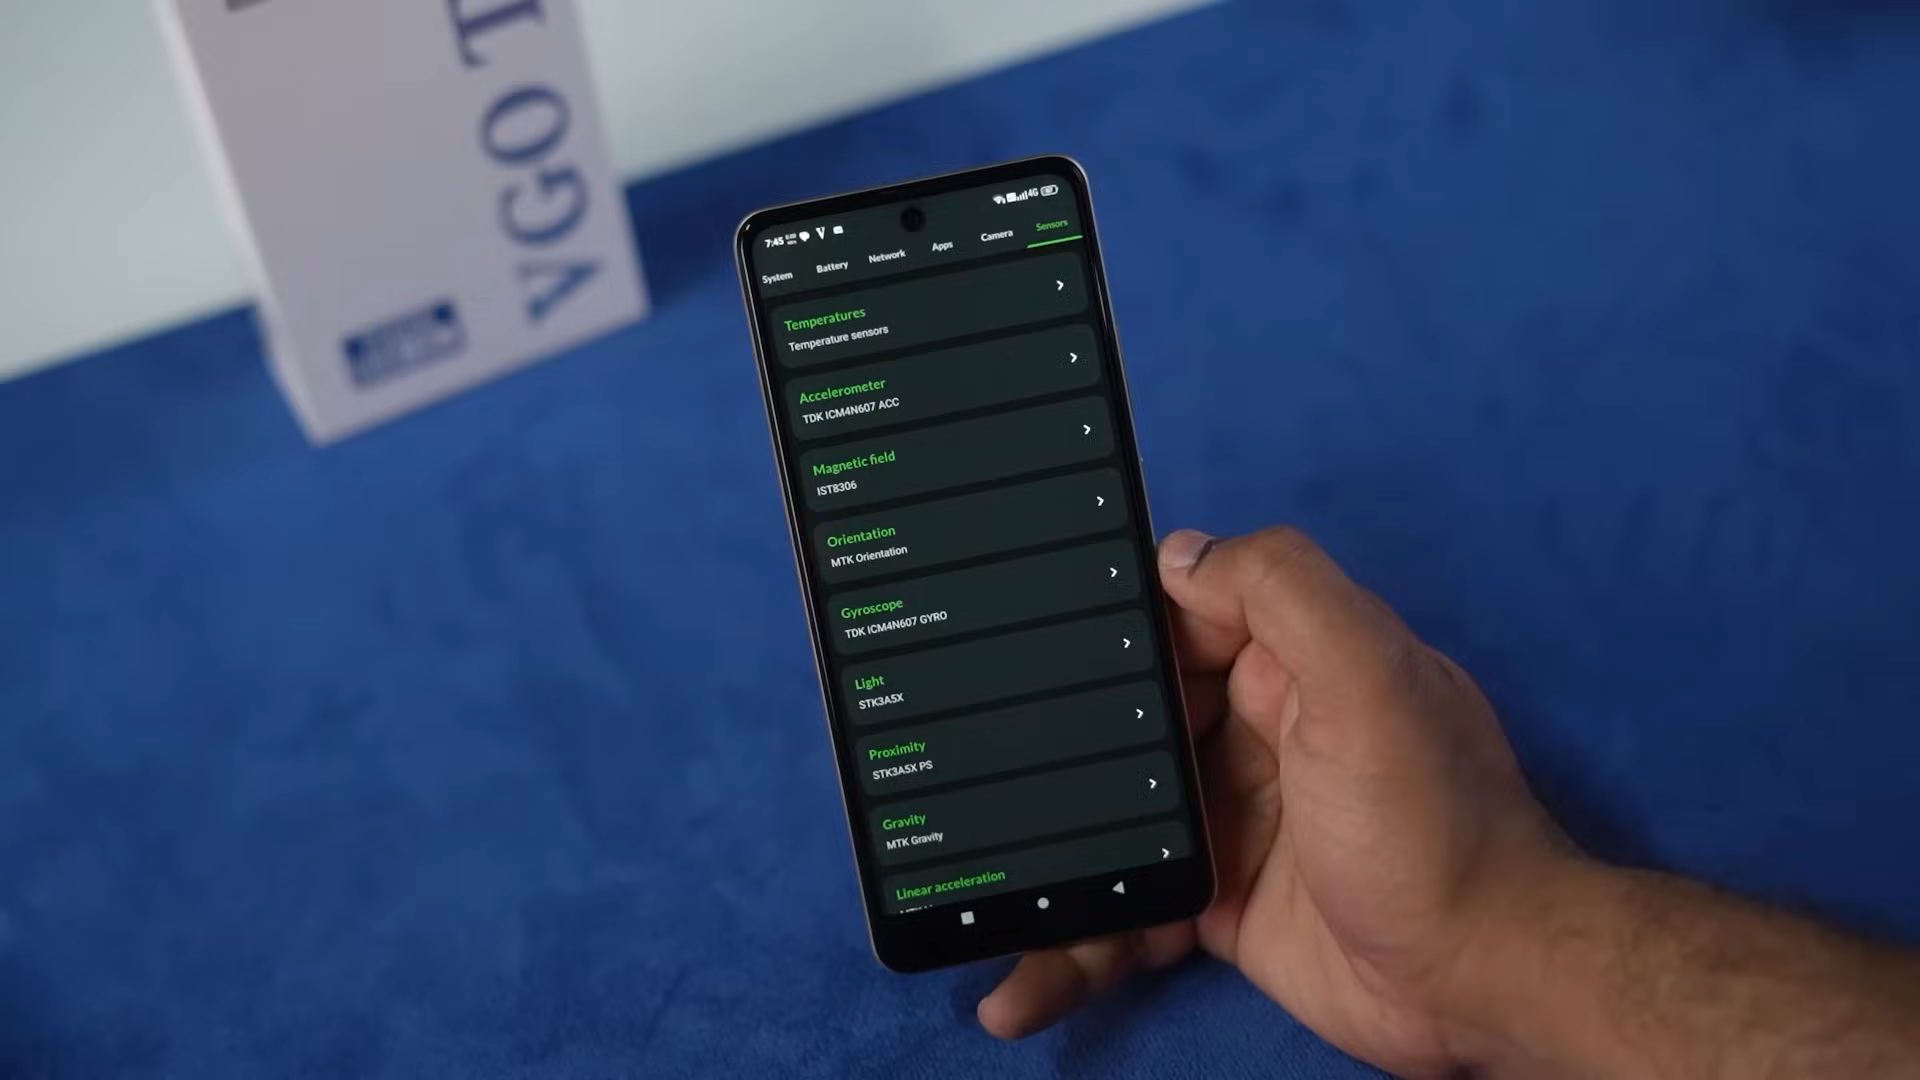 VGO T
7:45
4G
System Battery Network Apps Camera Sensors
Temperatures
Temperature sensors
Accelerometer
TDK ICM4N607 ACC
Magnetic field
IST8306
Orientation
MTK Orientation
Gyroscope
TDK ICM4N607 GYRO
Light
STK3A5X
Proximity
STK3A5X PS
Gravity
MTK Gravity
Linear acceleration